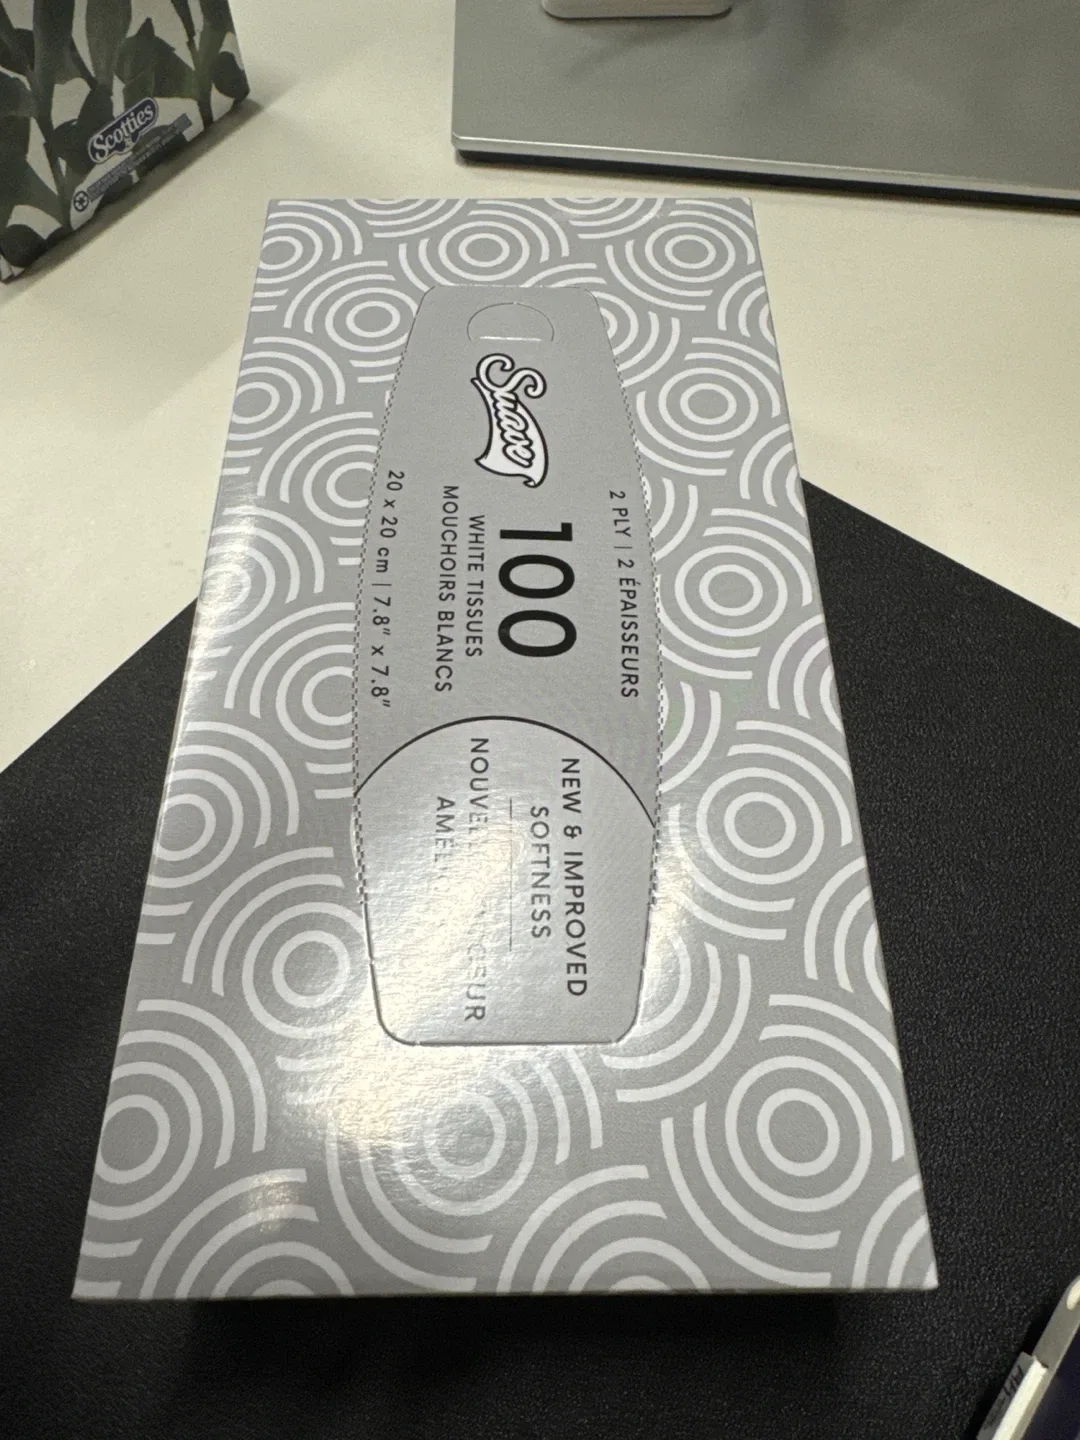 Scotties
Suave
2 PLY | 2 ÉPAISSEURS
100
WHITE TISSUES
MOUCHOIRS BLANCS
20 x 20 cm | 7.8" x 7.8"
NEW & IMPROVED
SOFTNESS